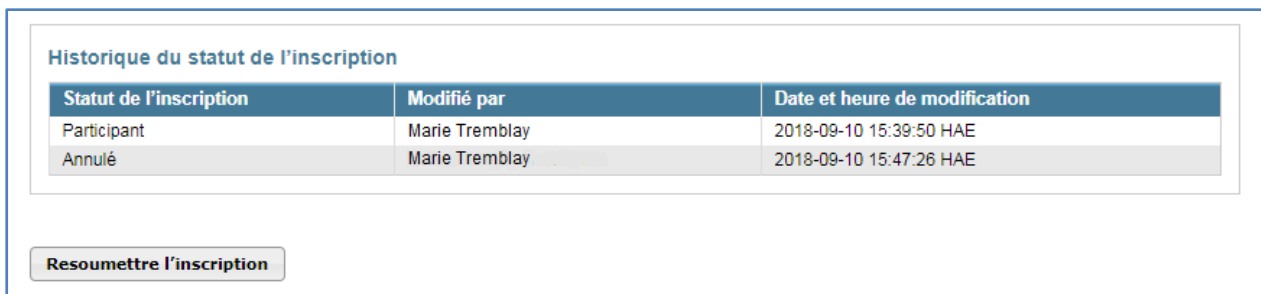 Historique du statut de l'inscription
Statut de l'inscription Modifié par Date et heure de modification
Participant Marie Tremblay 2018-09-10 15:39:50 HAE
Annulé Marie Tremblay 2018-09-10 15:47:26 HAE
Resoumettre l'inscription